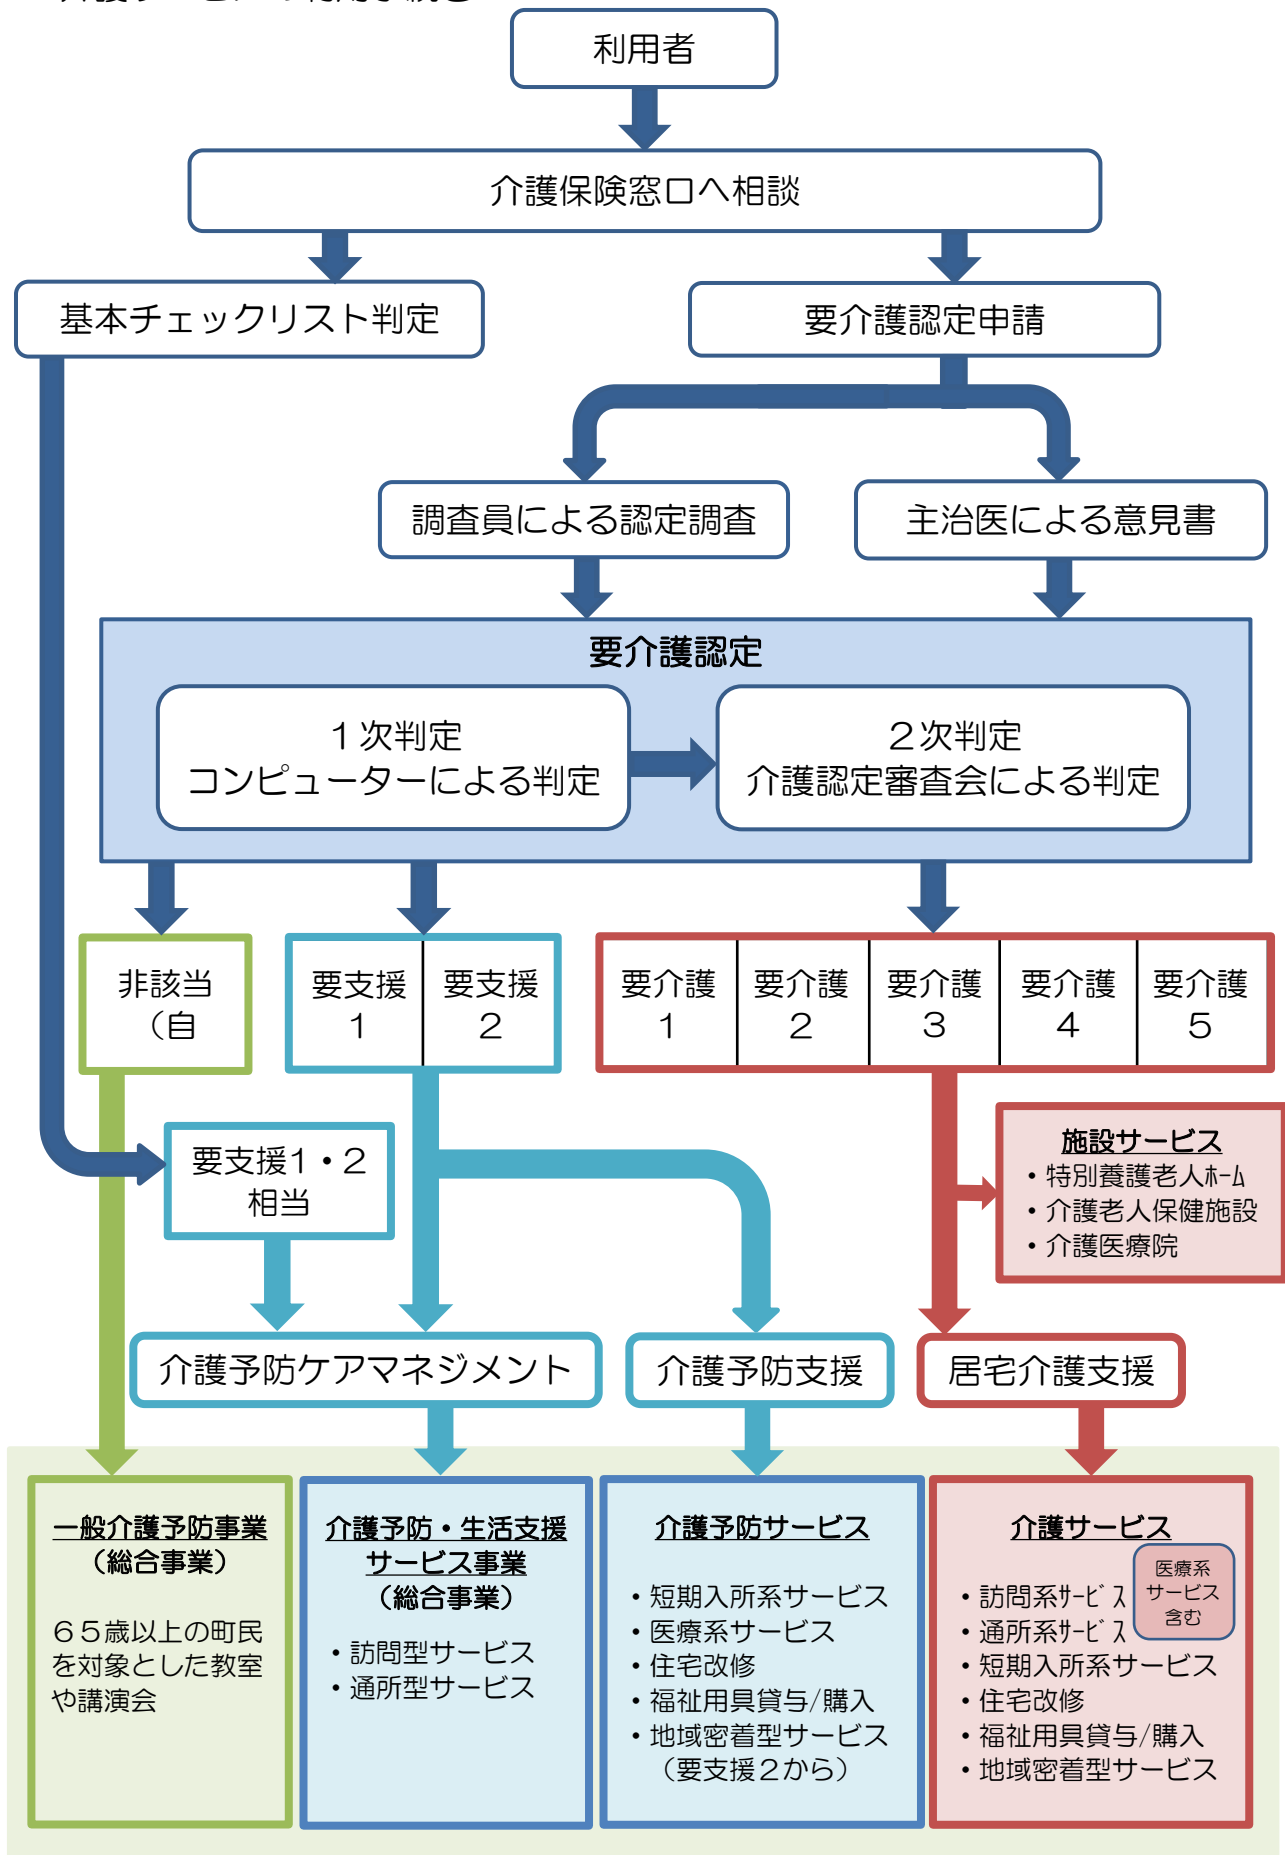 利用者
介護保険窓口へ相談
基本チェックリスト判定
要介護認定申請
調査員による認定調査
主治医による意見書
要介護認定
１次判定
コンピューターによる判定
２次判定
介護認定審査会による判定
非該当
（自
要支援
１
要支援
２
要介護
１
要介護
２
要介護
３
要介護
４
要介護
５
要支援１・２
相当
施設サービス
・特別養護老人ﾎｰﾑ
・介護老人保健施設
・介護医療院
介護予防ケアマネジメント
介護予防支援
居宅介護支援
一般介護予防事業
（総合事業）
６５歳以上の町民
を対象とした教室
や講演会
介護予防・生活支援
サービス事業
（総合事業）
・訪問型サービス
・通所型サービス
介護予防サービス
・短期入所系サービス
・医療系サービス
・住宅改修
・福祉用具貸与/購入
・地域密着型サービス
（要支援２から）
介護サービス
医療系
サービス
含む
・訪問系ｻｰﾋﾞｽ
・通所系ｻｰﾋﾞｽ
・短期入所系サービス
・住宅改修
・福祉用具貸与/購入
・地域密着型サービス